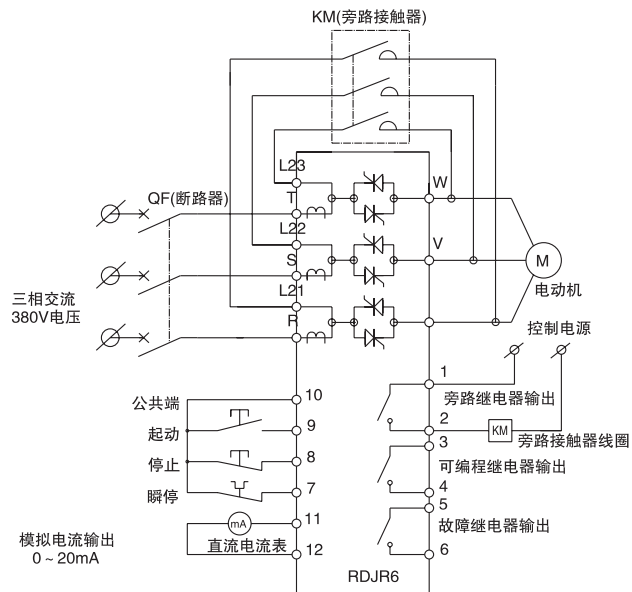 KM(旁路接触器)
L23
T
W
QF(断路器)
L22
S
V
M
电动机
三相交流
380V电压
L21
R
控制电源
1
旁路继电器输出
2
KM
旁路接触器线圈
3
可编程继电器输出
4
5
故障继电器输出
6
公共端
10
起动
9
停止
8
瞬停
7
模拟电流输出
0～20mA
mA
11
直流电流表
12
RDJR6